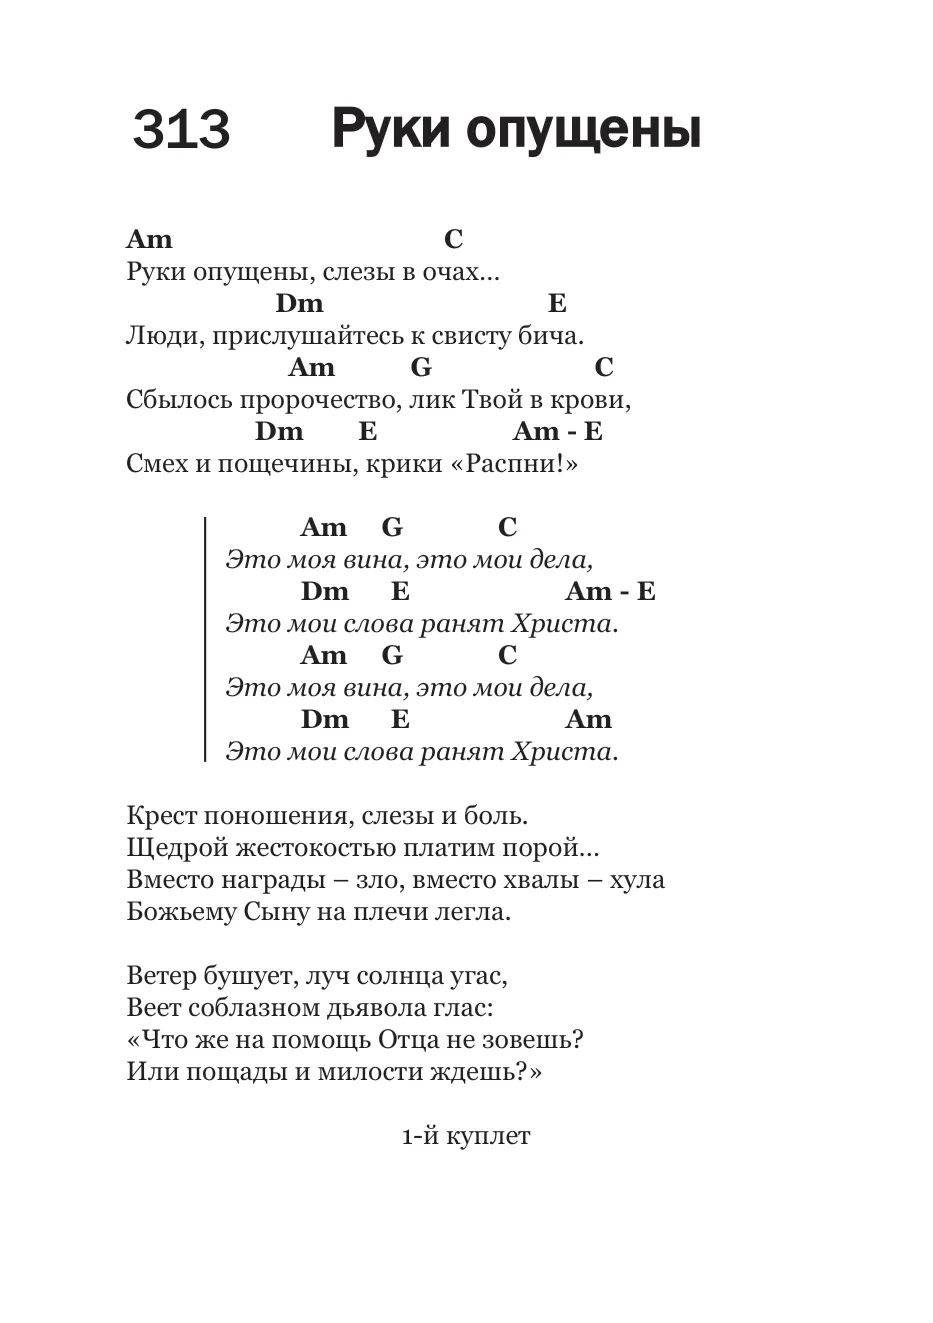 313 Руки опущены
Am C
Руки опущены, слезы в очах...
Dm E
Люди, прислушайтесь к свисту бича.
Am G C
Сбылось пророчество, лик Твой в крови,
Dm E Am - E
Смех и пощечины, крики «Распни!»
Am G C
Это моя вина, это мои дела,
Dm E Am - E
Это мои слова ранят Христа.
Am G C
Это моя вина, это мои дела,
Dm E Am
Это мои слова ранят Христа.
Крест поношения, слезы и боль.
Щедрой жестокостью платим порой...
Вместо награды – зло, вместо хвалы – хула
Божьему Сыну на плечи легла.
Ветер бушует, луч солнца угас,
Веет соблазном дьявола глас:
«Что же на помощь Отца не зовешь?
Или пощады и милости ждешь?»
1-й куплет